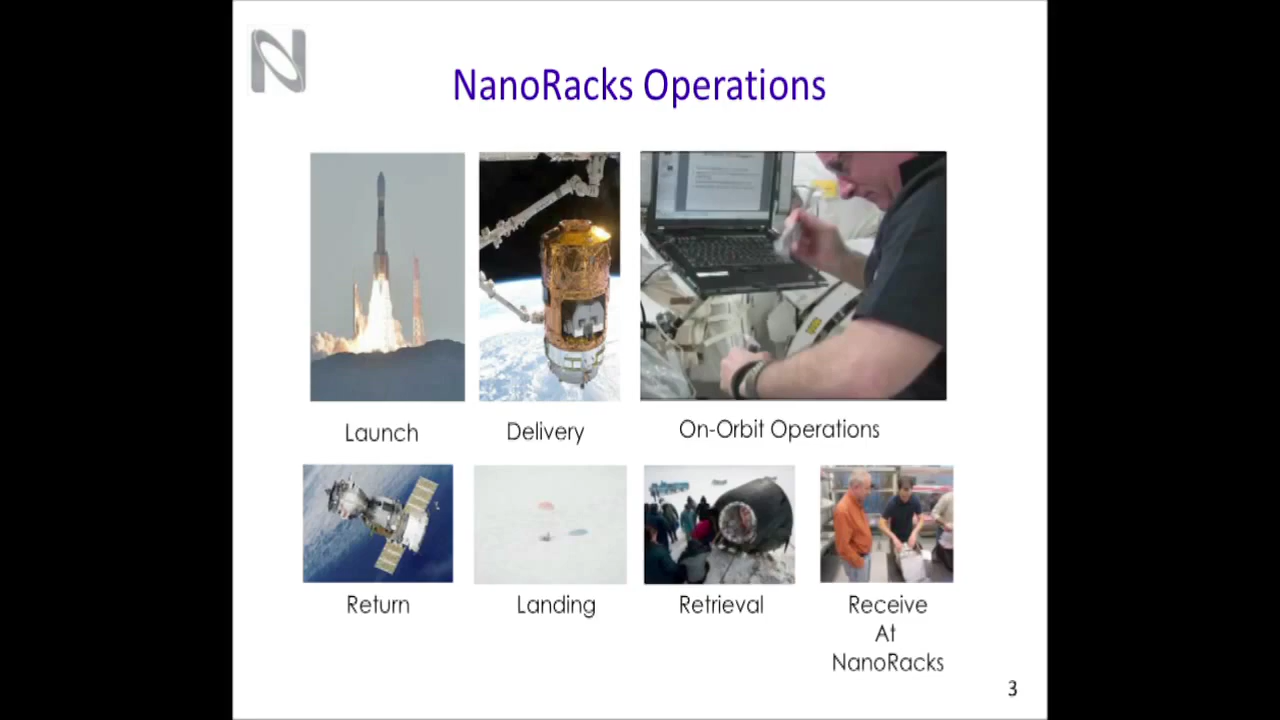 NanoRacks Operations
Launch
Delivery
On-Orbit Operations
Return
Landing
Retrieval
Receive
At
NanoRacks
3